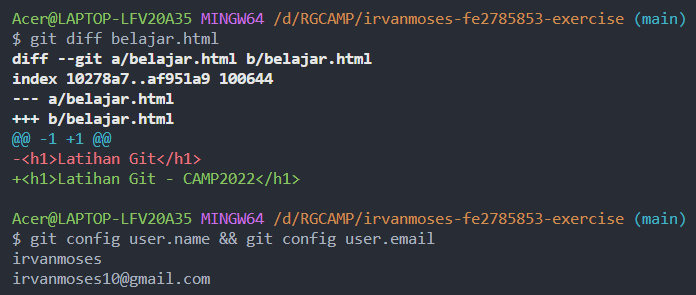 Acer@LAPTOP-LFV20A35 MINGW64 /d/RGCAMP/irvanmoses-fe2785853-exercise (main)
$ git diff belajar.html
diff --git a/belajar.html b/belajar.html
index 10278a7..af951a9 100644
--- a/belajar.html
+++ b/belajar.html
@@ -1 +1 @@
-<h1>Latihan Git</h1>
+<h1>Latihan Git - CAMP2022</h1>
Acer@LAPTOP-LFV20A35 MINGW64 /d/RGCAMP/irvanmoses-fe2785853-exercise (main)
$ git config user.name && git config user.email
irvanmoses
irvanmoses10@gmail.com